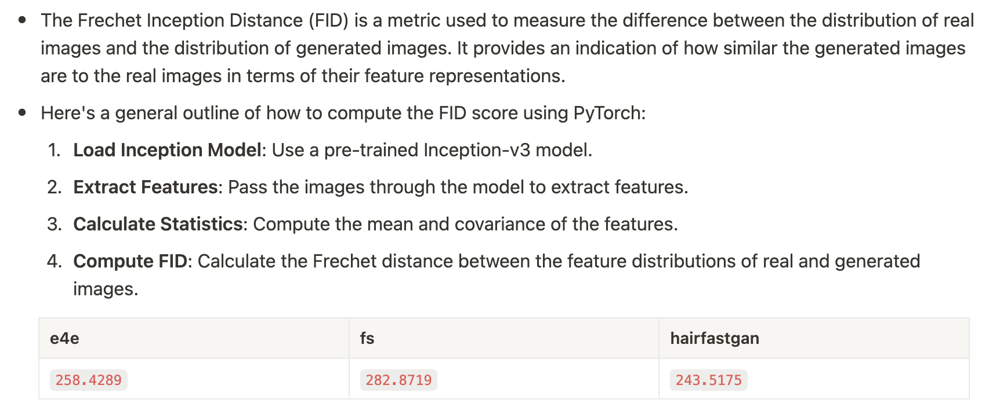 • The Frechet Inception Distance (FID) is a metric used to measure the difference between the distribution of real
images and the distribution of generated images. It provides an indication of how similar the generated images
are to the real images in terms of their feature representations.
• Here's a general outline of how to compute the FID score using PyTorch:
1. Load Inception Model: Use a pre-trained Inception-v3 model.
2. Extract Features: Pass the images through the model to extract features.
3. Calculate Statistics: Compute the mean and covariance of the features.
4. Compute FID: Calculate the Frechet distance between the feature distributions of real and generated
images.
e4e fs hairfastgan
258.4289 282.8719 243.5175